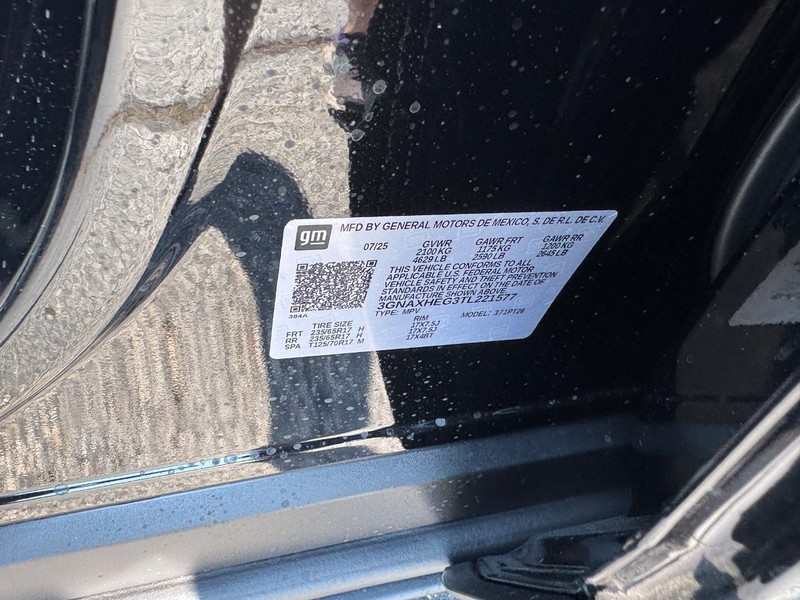 gm MFD BY GENERAL MOTORS DE MEXICO, S. DE R.L. DE C.V.
07/25 GVWR GAWR FRT GAWR RR
2100 KG 1175 KG 1200 KG
4629 LB 2590 LB 2645 LB
THIS VEHICLE CONFORMS TO ALL
APPLICABLE U.S. FEDERAL MOTOR
VEHICLE SAFETY AND THEFT PREVENTION
STANDARDS IN EFFECT ON THE DATE OF
MANUFACTURE SHOWN ABOVE.
3GNAXHEG3TL221577
384A TYPE: MPV MODEL: 371PT26
TIRE SIZE RIM
FRT 235/65R17 H 17X7.5J
RR 235/65R17 H 17X7.5J
SPA T125/70R17 M 17X4BT